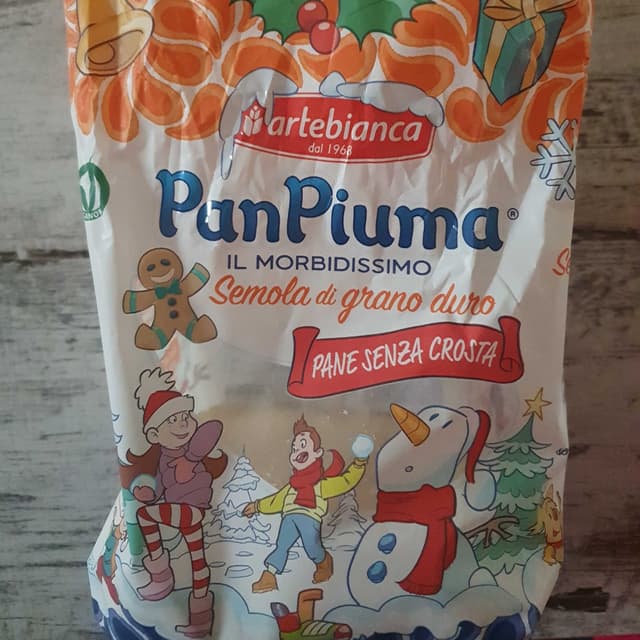 artebianca
dal 1968
PanPiuma®
IL MORBIDISSIMO
Semola di grano duro
PANE SENZA CROSTA